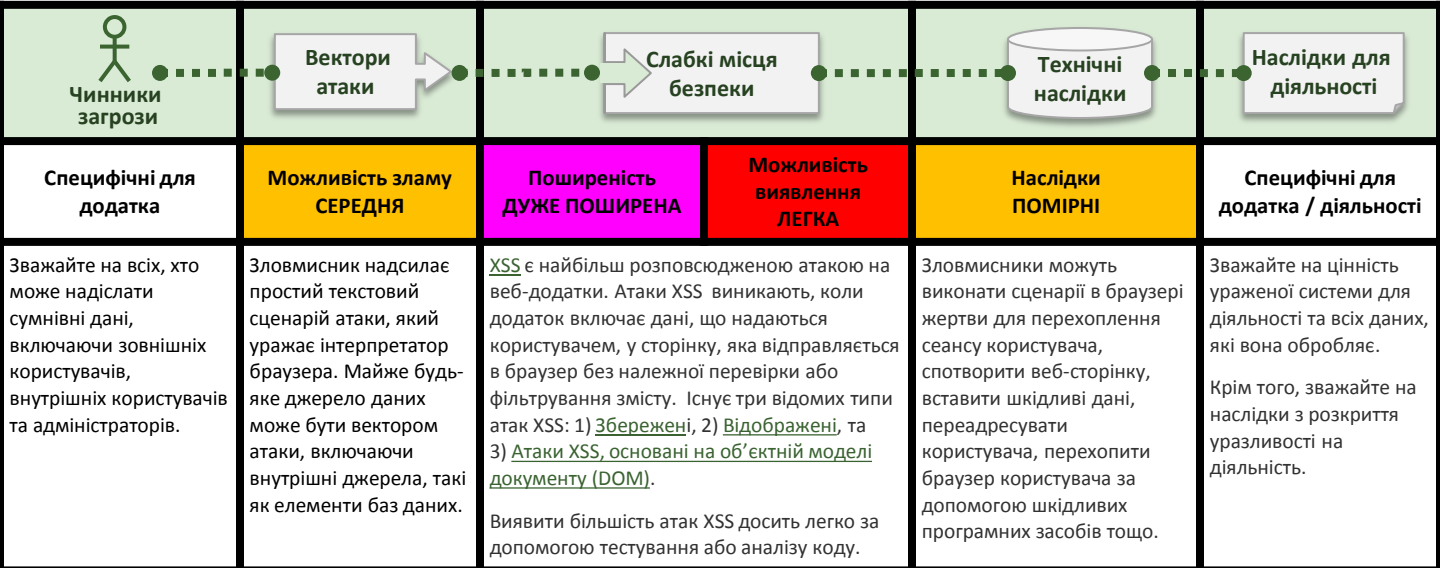 Чинники
загрози
Вектори
атаки
Слабкі місця
безпеки
Технічні
наслідки
Наслідки для
діяльності
Специфічні для
додатка
Можливість зламу
СЕРЕДНЯ
Поширеність
ДУЖЕ ПОШИРЕНА
Можливість
виявлення
ЛЕГКА
Наслідки
ПОМІРНІ
Специфічні для
додатка / діяльності
Зважайте на всіх, хто
може надіслати
сумнівні дані,
включаючи зовнішніх
користувачів,
внутрішніх користувачів
та адміністраторів.
Зловмисник надсилає
простий текстовий
сценарій атаки, який
уражає інтерпретатор
браузера. Майже будь-
яке джерело даних
може бути вектором
атаки, включаючи
внутрішні джерела, такі
як елементи баз даних.
XSS є найбільш розповсюдженою атакою на
веб-додатки. Атаки XSS виникають, коли
додаток включає дані, що надаються
користувачем, у сторінку, яка відправляється
в браузер без належної перевірки або
фільтрування змісту. Існує три відомих типи
атак XSS: 1) Збережені, 2) Відображені, та
3) Атаки XSS, основані на об’єктній моделі
документу (DOM).
Виявити більшість атак XSS досить легко за
допомогою тестування або аналізу коду.
Зловмисники можуть
виконати сценарії в браузері
жертви для перехоплення
сеансу користувача,
спотворити веб-сторінку,
вставити шкідливі дані,
переадресувати
користувача, перехопити
браузер користувача за
допомогою шкідливих
програмних засобів тощо.
Зважайте на цінність
ураженої системи для
діяльності та всіх даних,
які вона обробляє.
Крім того, зважайте на
наслідки з розкриття
уразливості на
діяльність.